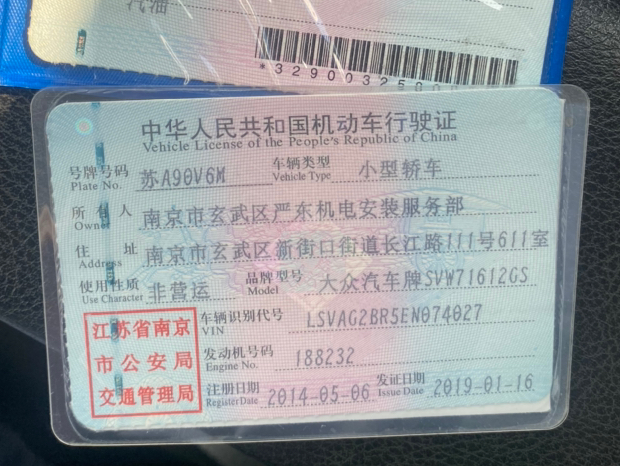 汽油
*3290032500
中华人民共和国机动车行驶证
Vehicle License of the People's Republic of China
号牌号码 苏A90V6M 车辆类型 小型轿车
Plate No. Vehicle Type
所有人 南京市玄武区严东机电安装服务部
Owner
住址 南京市玄武区新街口街道长江路111号611室
Address
使用性质 非营运 品牌型号 大众汽车牌SVW71612GS
Use Character Model
江苏省南京市公安局交通管理局
车辆识别代号 LSVAG2BR5EN074027
VIN
发动机号码 188232
Engine No.
注册日期 2014-05-06 发证日期 2019-01-16
Register Date Issue Date